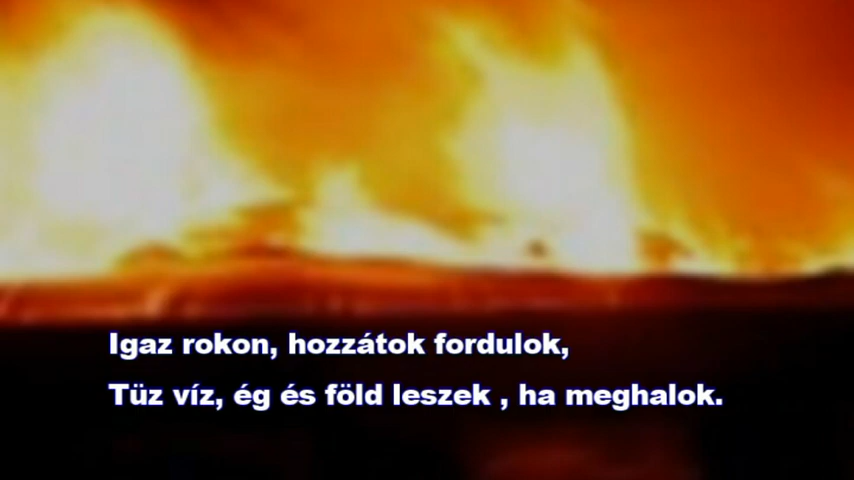 Igaz rokon, hozzátok fordulok,
Tüz víz, ég és föld leszek , ha meghalok.